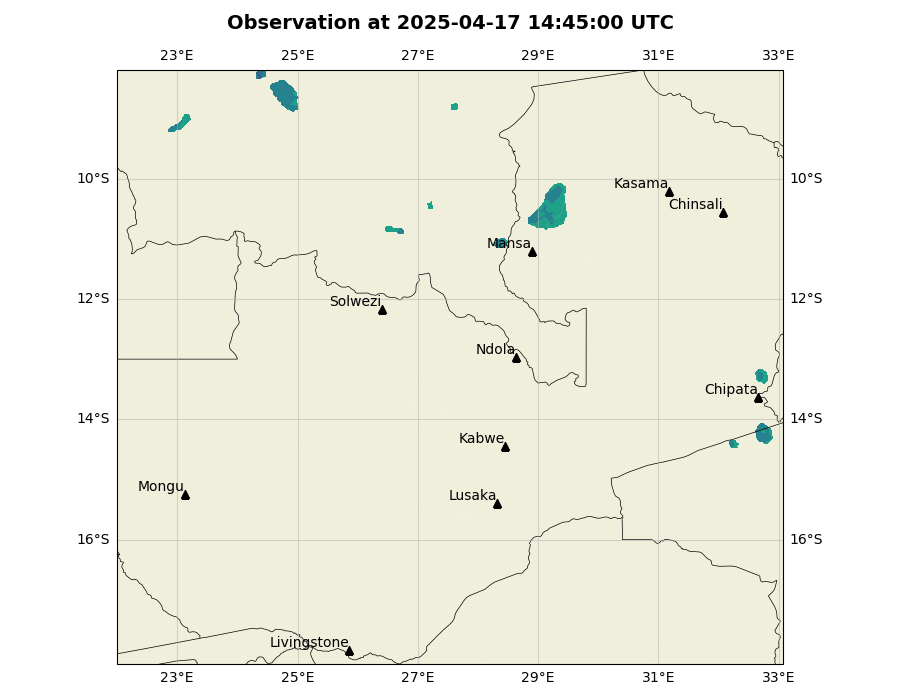 Observation at 2025-04-17 14:45:00 UTC
23°E 25°E 27°E 29°E 31°E 33°E
10°S 10°S
Kasama
Chinsali
Mansa
12°S 12°S
Solwezi
Ndola
Chipata
14°S 14°S
Kabwe
Mongu
Lusaka
16°S 16°S
Livingstone
23°E 25°E 27°E 29°E 31°E 33°E